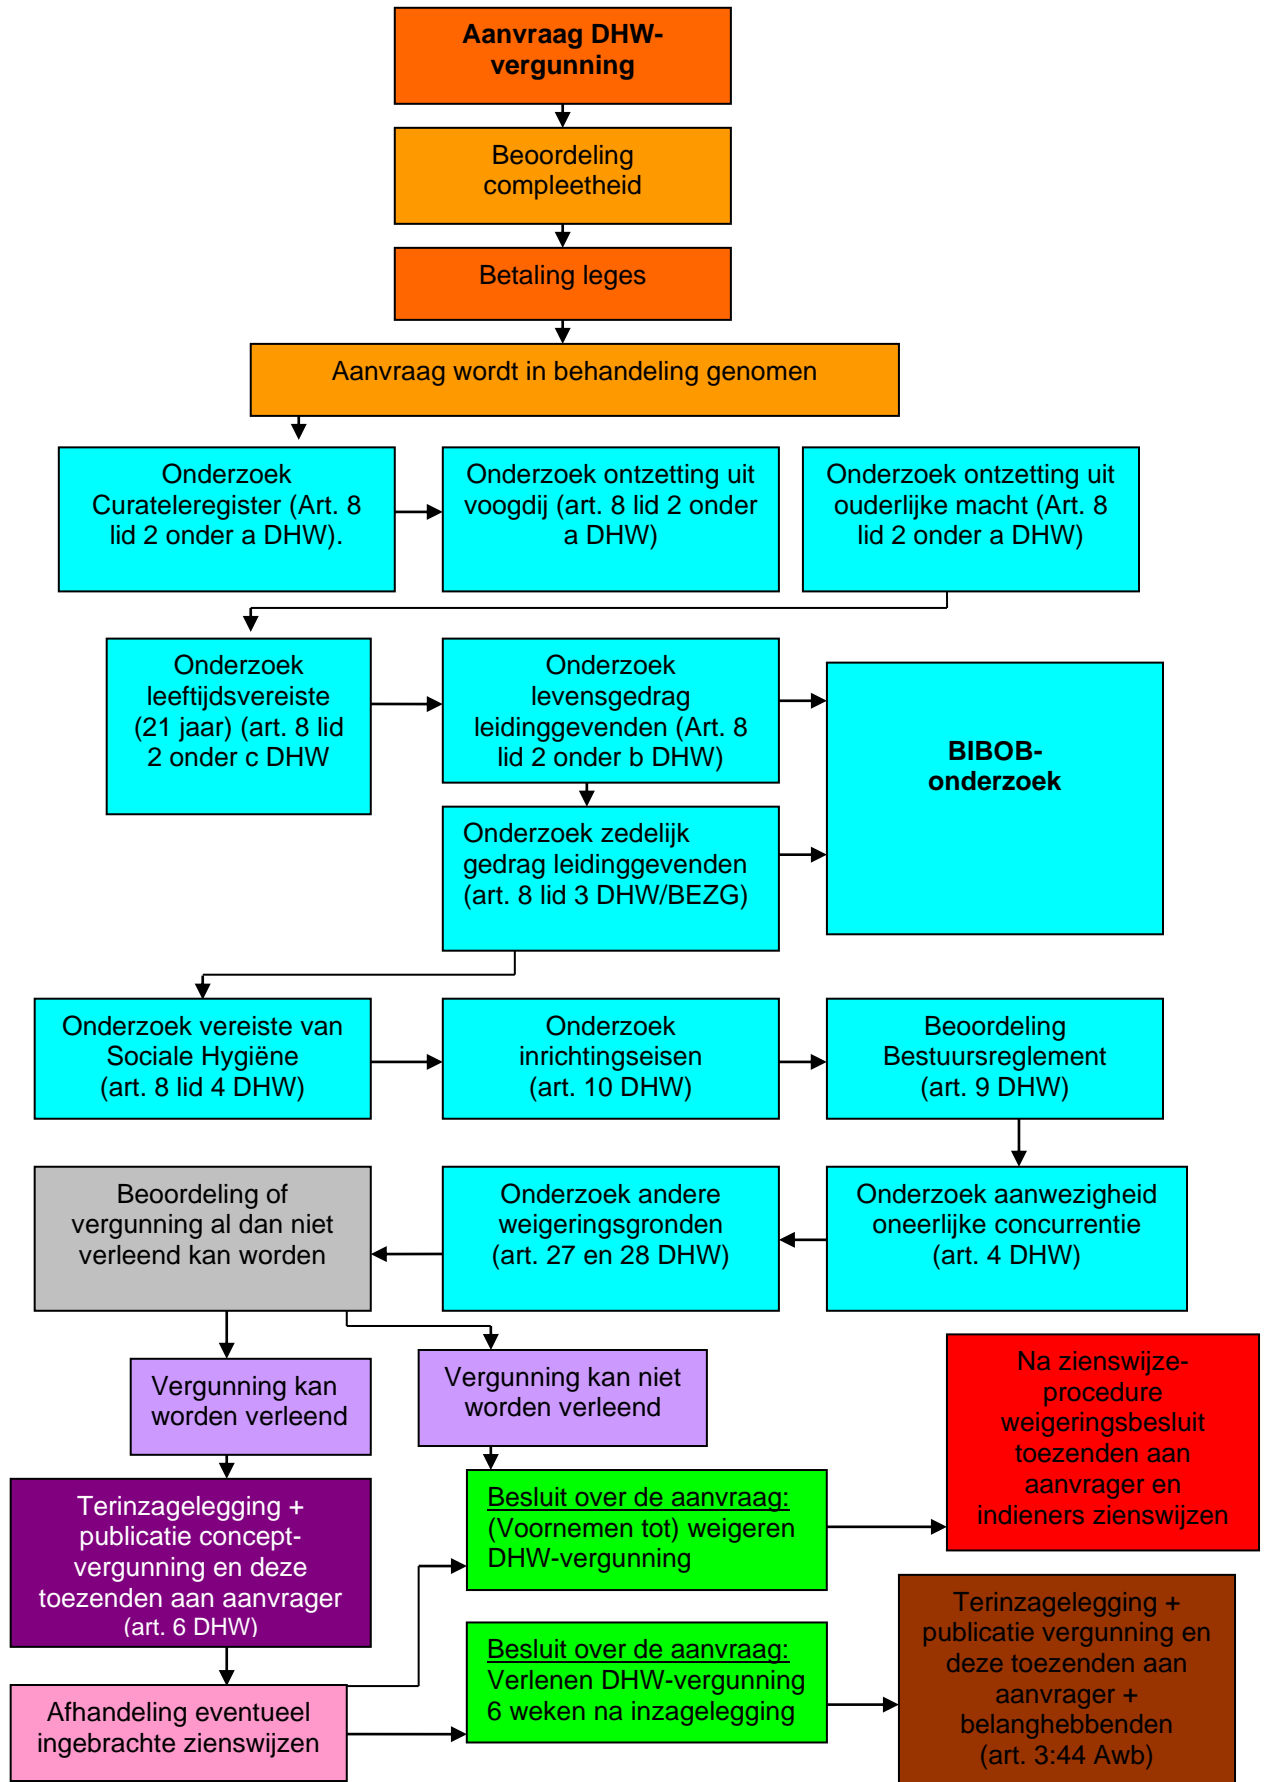 Aanvraag DHW-
vergunning
Beoordeling
compleetheid
Betaling leges
Aanvraag wordt in behandeling genomen
Onderzoek
Curateleregister (Art. 8
lid 2 onder a DHW).
Onderzoek ontzetting uit
voogdij (art. 8 lid 2 onder
a DHW)
Onderzoek ontzetting uit
ouderlijke macht (Art. 8
lid 2 onder a DHW)
Onderzoek
leeftijdsvereiste
(21 jaar) (art. 8 lid
2 onder c DHW
Onderzoek
levensgedrag
leidinggevenden (Art. 8
lid 2 onder b DHW)
BIBOB-
onderzoek
Onderzoek zedelijk
gedrag leidinggevenden
(art. 8 lid 3 DHW/BEZG)
Onderzoek vereiste van
Sociale Hygiëne
(art. 8 lid 4 DHW)
Onderzoek
inrichtingseisen
(art. 10 DHW)
Beoordeling
Bestuursreglement
(art. 9 DHW)
Beoordeling of
vergunning al dan niet
verleend kan worden
Onderzoek andere
weigeringsgronden
(art. 27 en 28 DHW)
Onderzoek aanwezigheid
oneerlijke concurrentie
(art. 4 DHW)
Vergunning kan
worden verleend
Vergunning kan niet
worden verleend
Na zienswijze-
procedure
weigeringsbesluit
toezenden aan
aanvrager en
indieners zienswijzen
Terinzagelegging +
publicatie concept-
vergunning en deze
toezenden aan aanvrager
(art. 6 DHW)
Besluit over de aanvraag:
(Voornemen tot) weigeren
DHW-vergunning
Besluit over de aanvraag:
Verlenen DHW-vergunning
6 weken na inzagelegging
Terinzagelegging +
publicatie vergunning en
deze toezenden aan
aanvrager +
belanghebbenden
(art. 3:44 Awb)
Afhandeling eventueel
ingebrachte zienswijzen